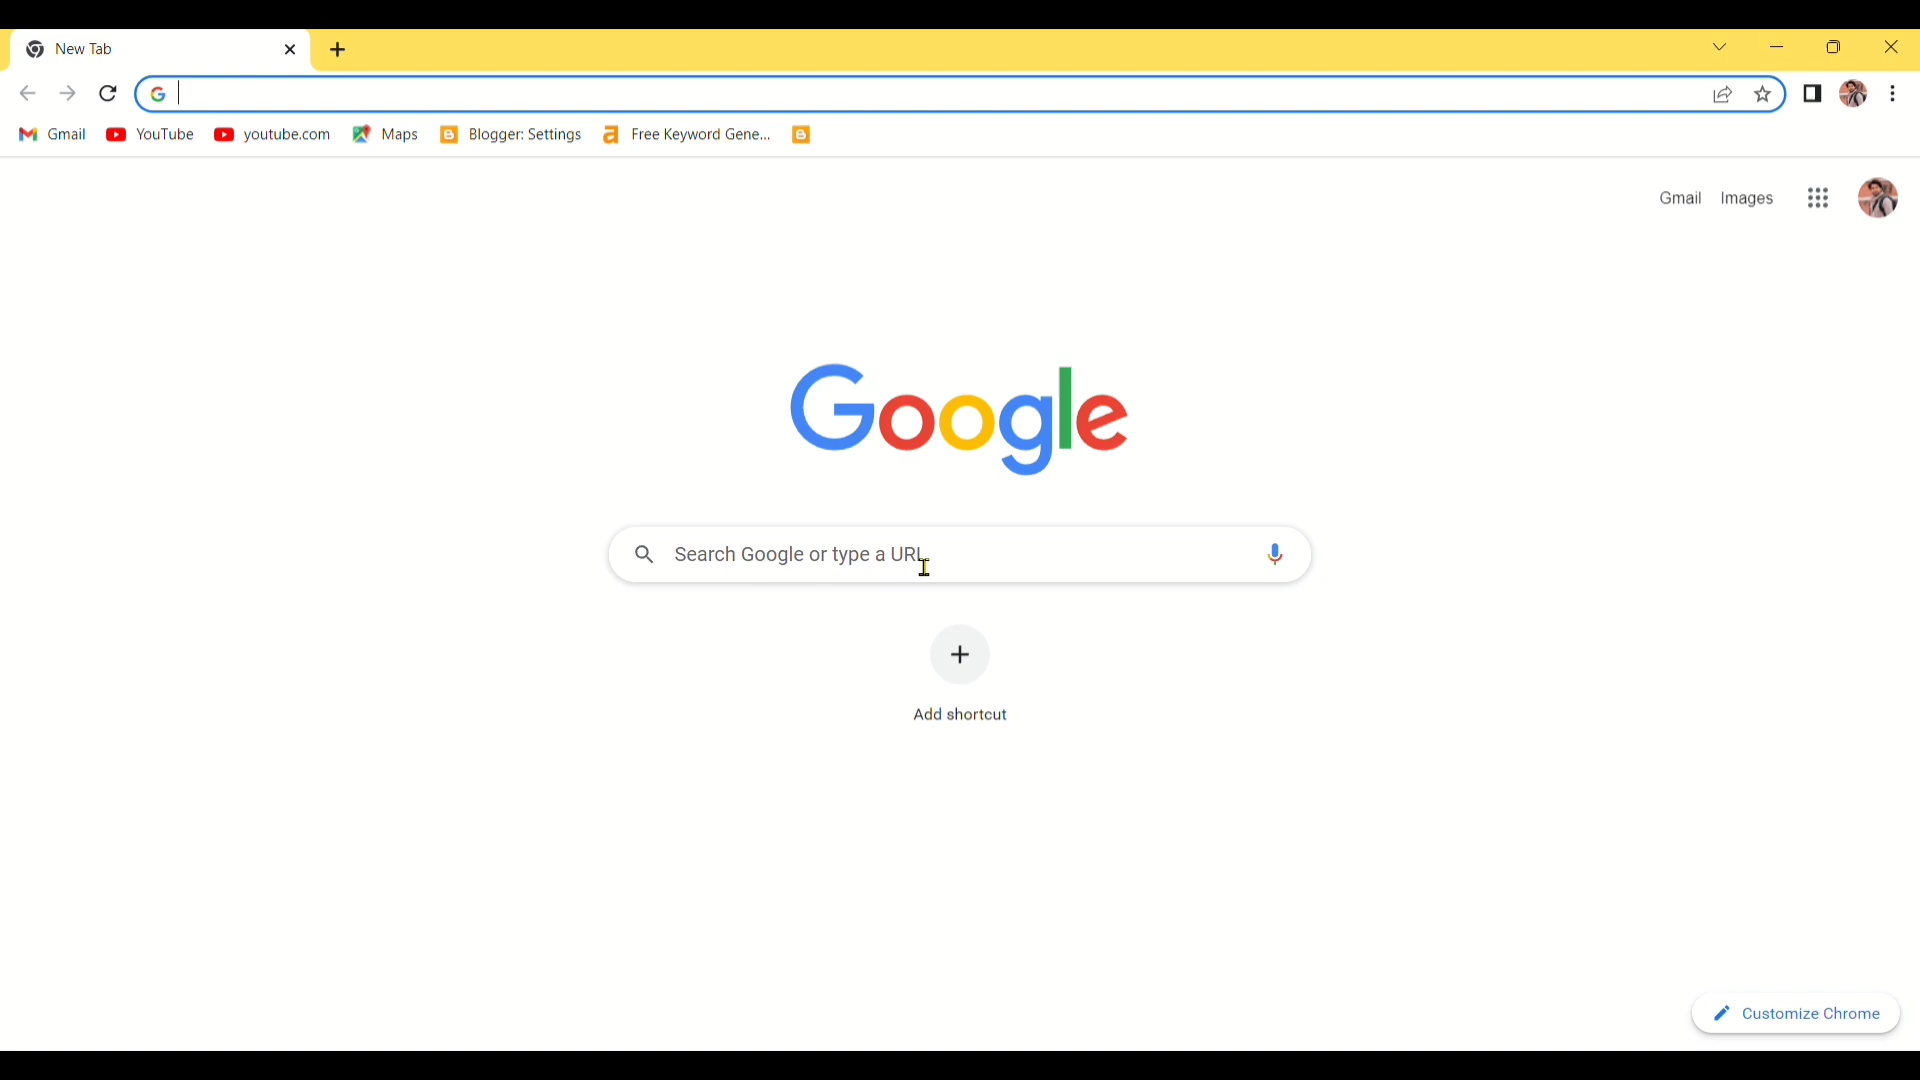 New Tab
Gmail YouTube youtube.com Maps Blogger: Settings Free Keyword Gene...
Gmail Images
Google
Search Google or type a URL
Add shortcut
Customize Chrome